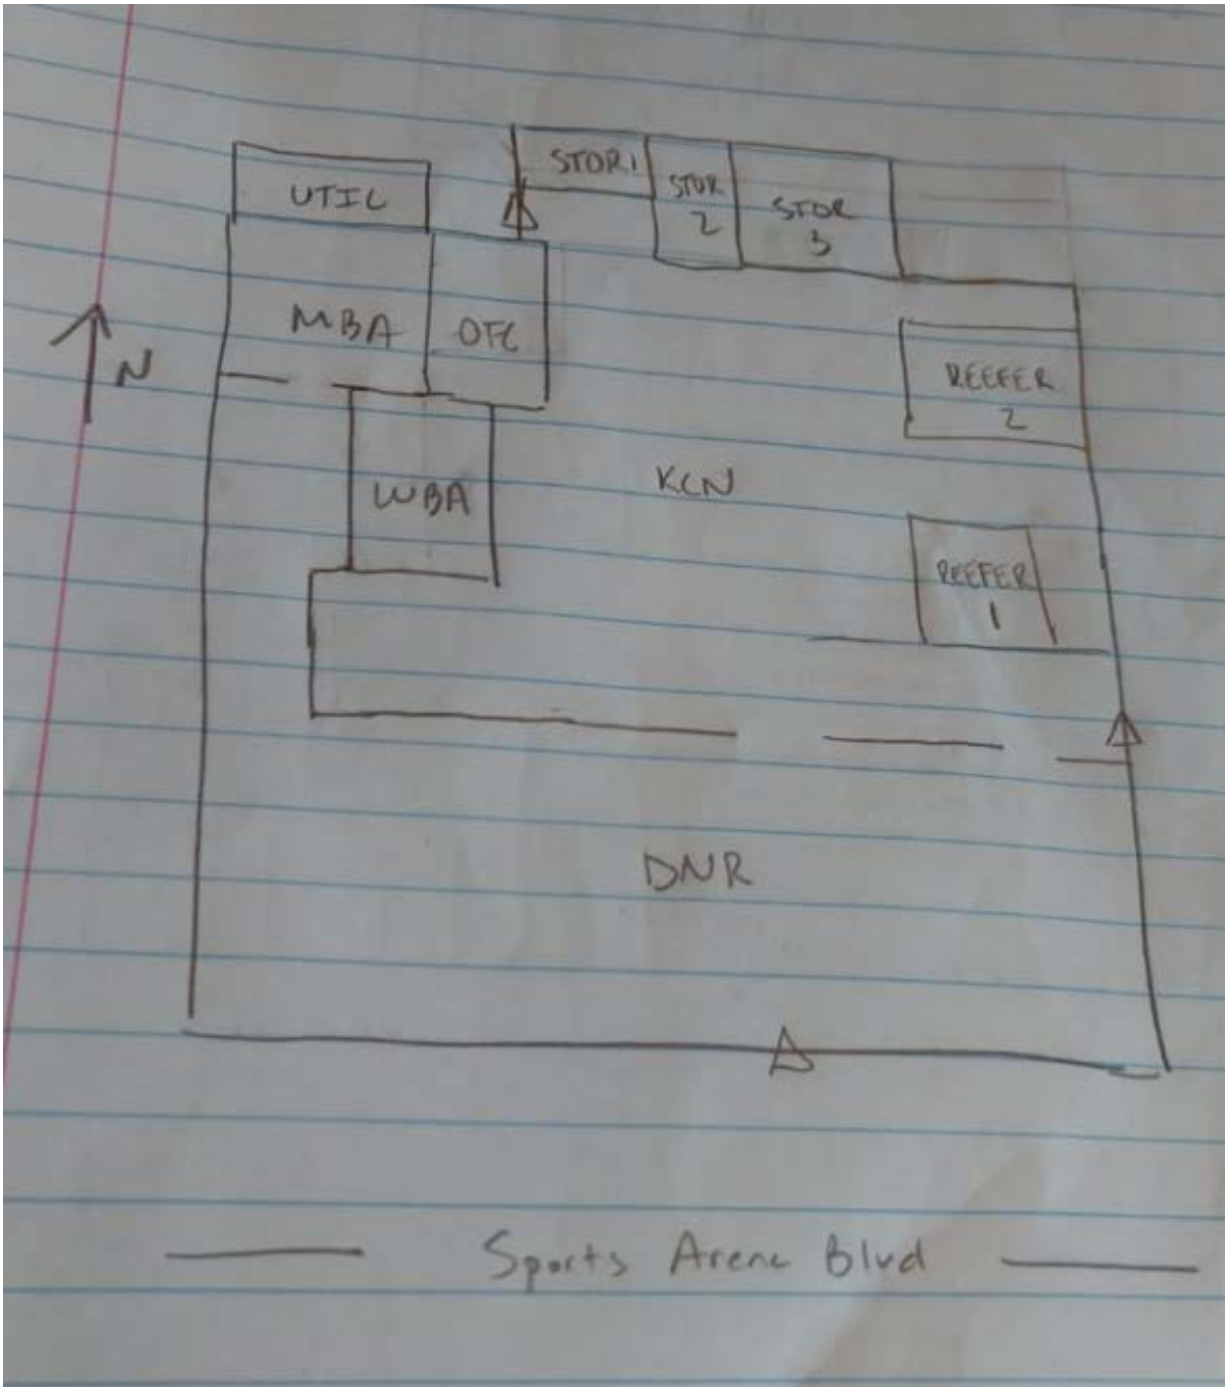 STOR 1
UTIL
STOR
2
STOR
3
MBA
OFC
N
REEFER
2
WBA
KCN
REEFER
1
DNR
Sports Arena Blvd